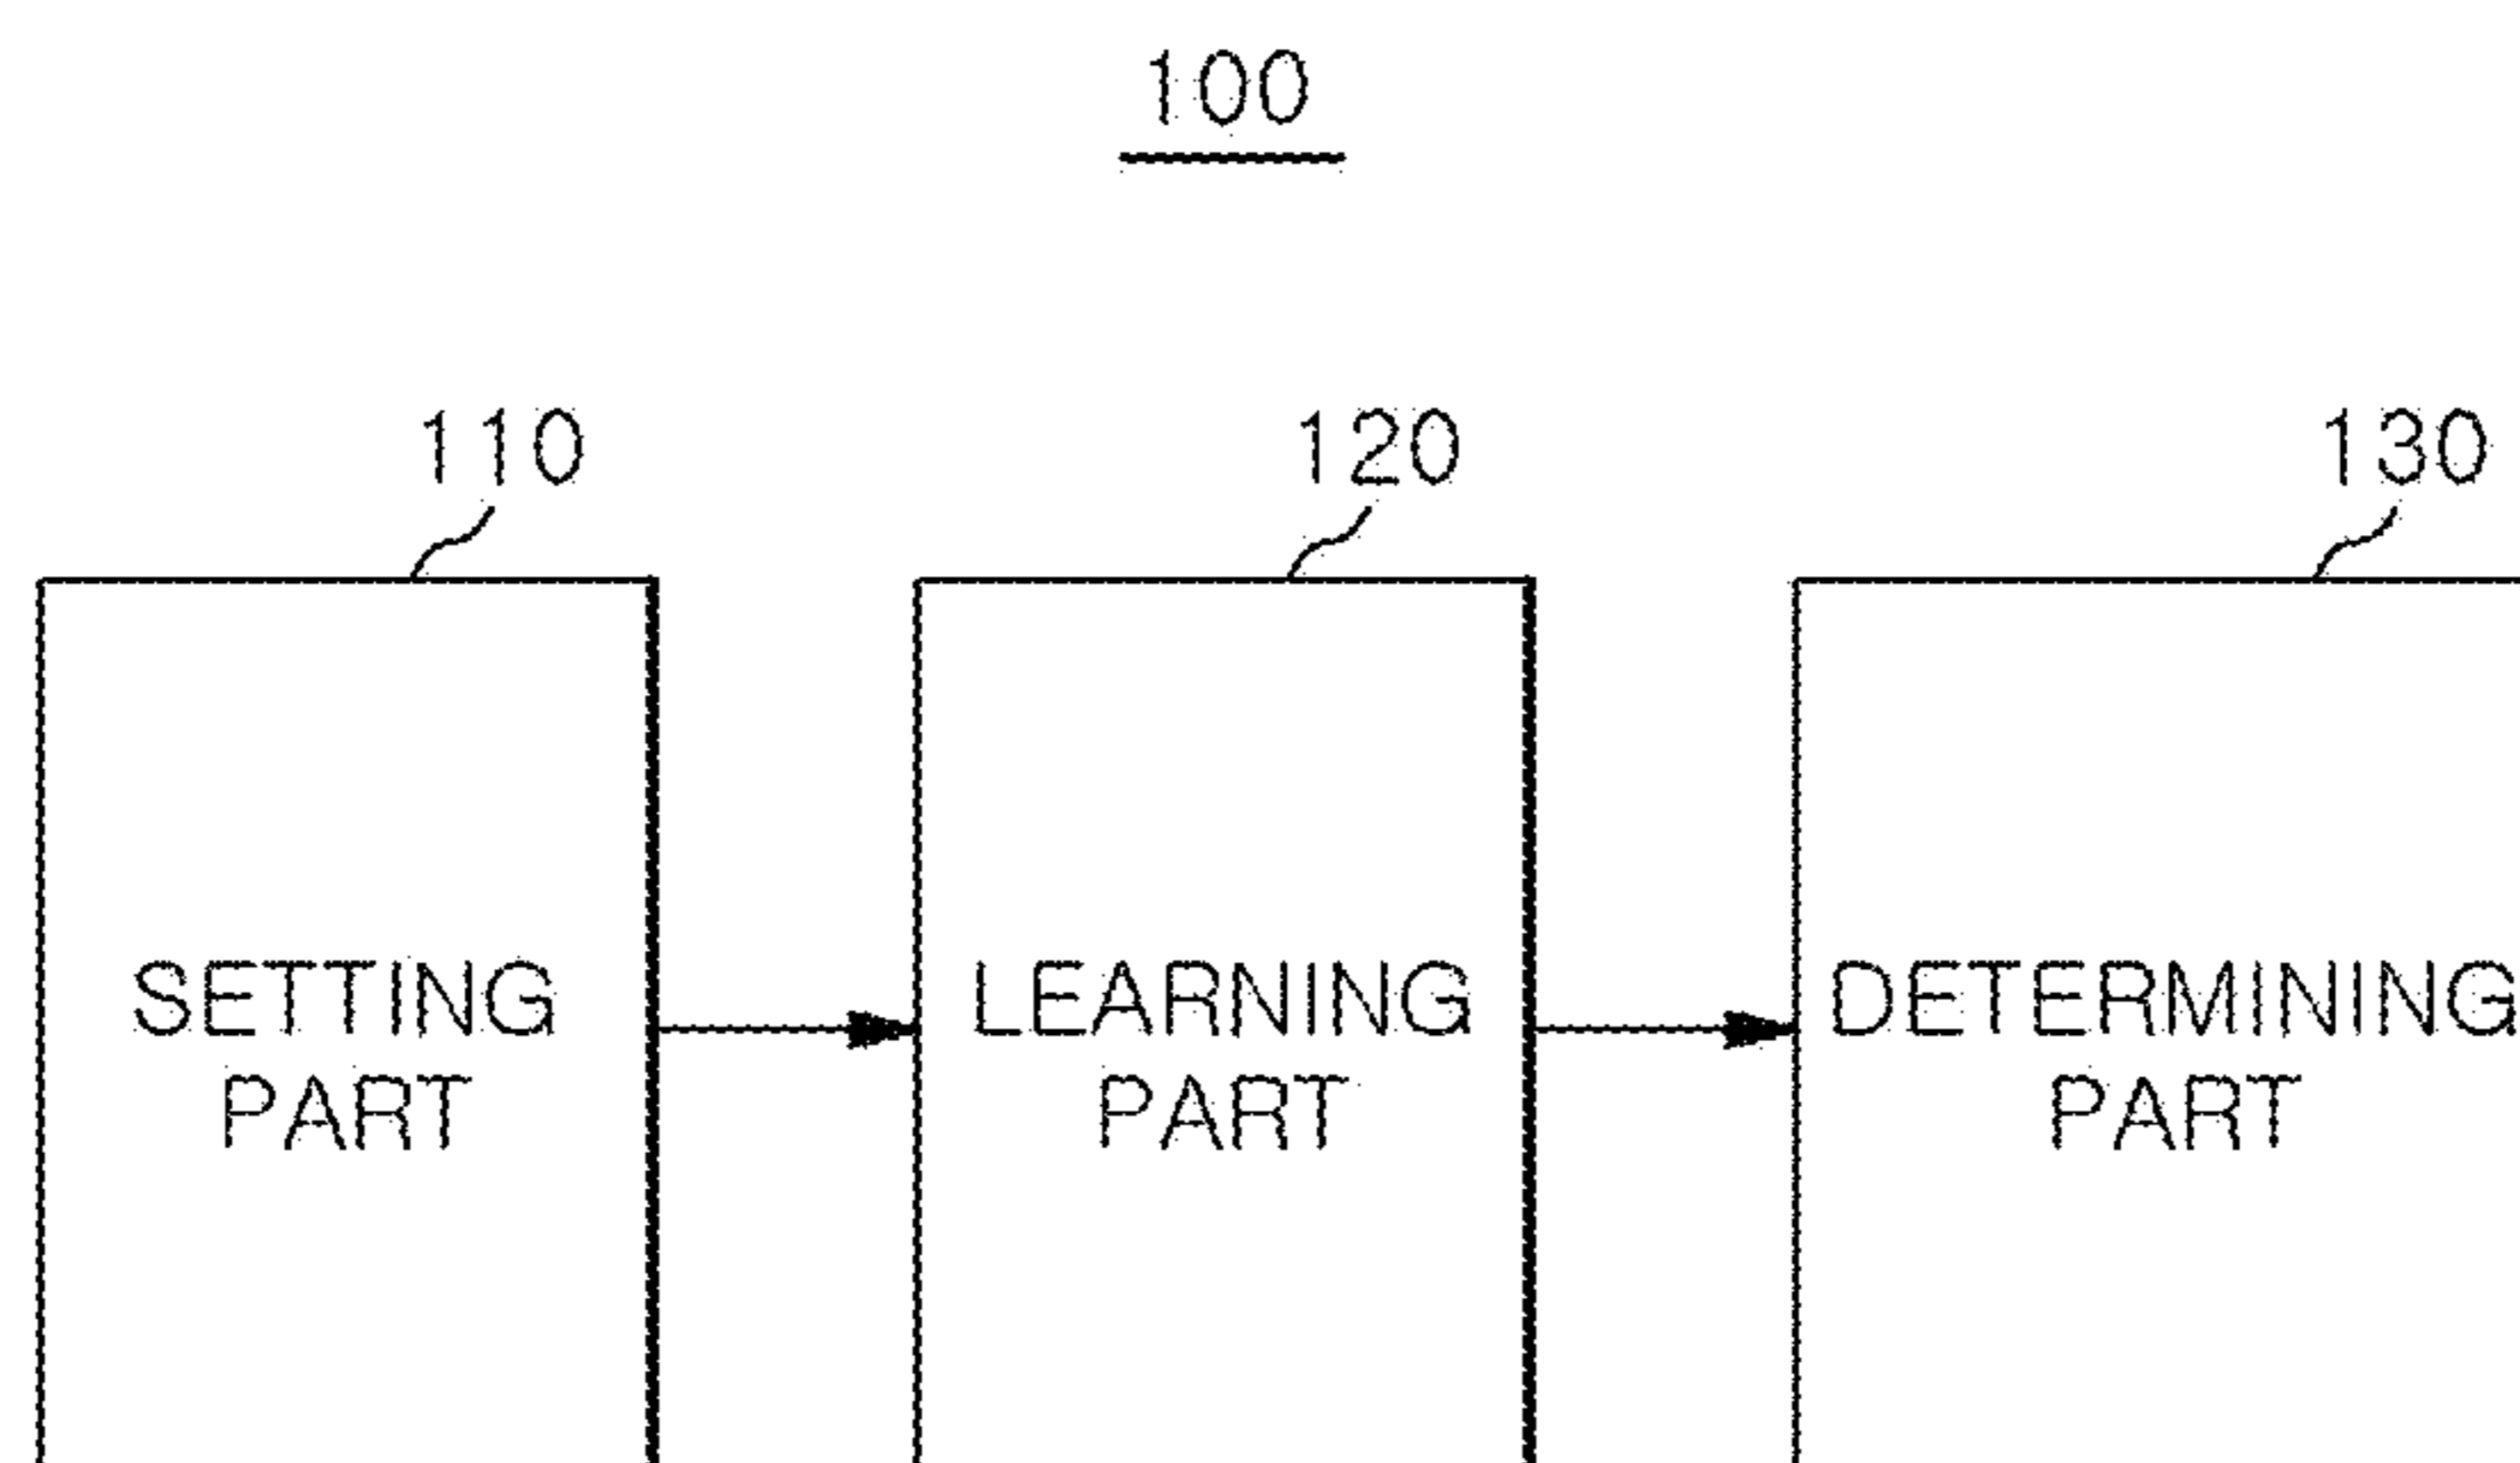 100
110
120
130
SETTING
PART
LEARNING
PART
DETERMINING
PART